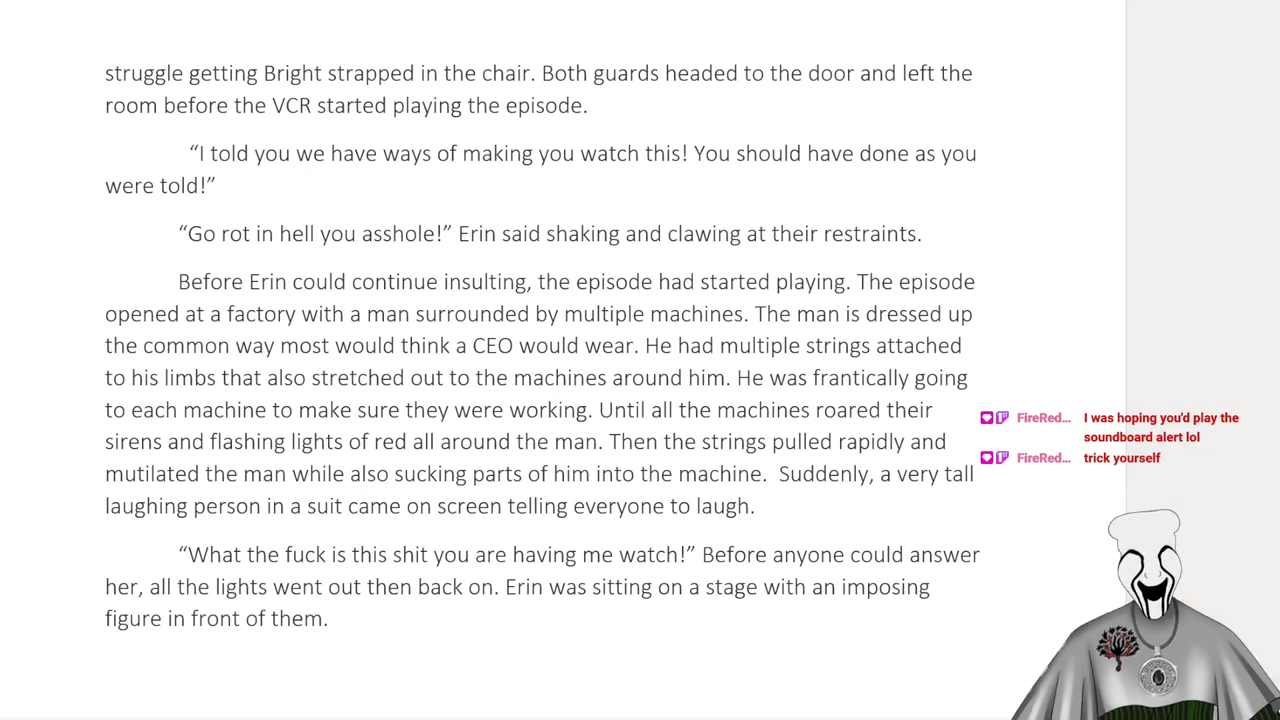 struggle getting Bright strapped in the chair. Both guards headed to the door and left the
room before the VCR started playing the episode.
“I told you we have ways of making you watch this! You should have done as you
were told!”
“Go rot in hell you asshole!” Erin said shaking and clawing at their restraints.
Before Erin could continue insulting, the episode had started playing. The episode
opened at a factory with a man surrounded by multiple machines. The man is dressed up
the common way most would think a CEO would wear. He had multiple strings attached
to his limbs that also stretched out to the machines around him. He was frantically going
to each machine to make sure they were working. Until all the machines roared their
sirens and flashing lights of red all around the man. Then the strings pulled rapidly and
mutilated the man while also sucking parts of him into the machine.  Suddenly, a very tall
laughing person in a suit came on screen telling everyone to laugh.
“What the fuck is this shit you are having me watch!” Before anyone could answer
her, all the lights went out then back on. Erin was sitting on a stage with an imposing
figure in front of them.
FireRed... I was hoping you'd play the
soundboard alert lol
FireRed... trick yourself